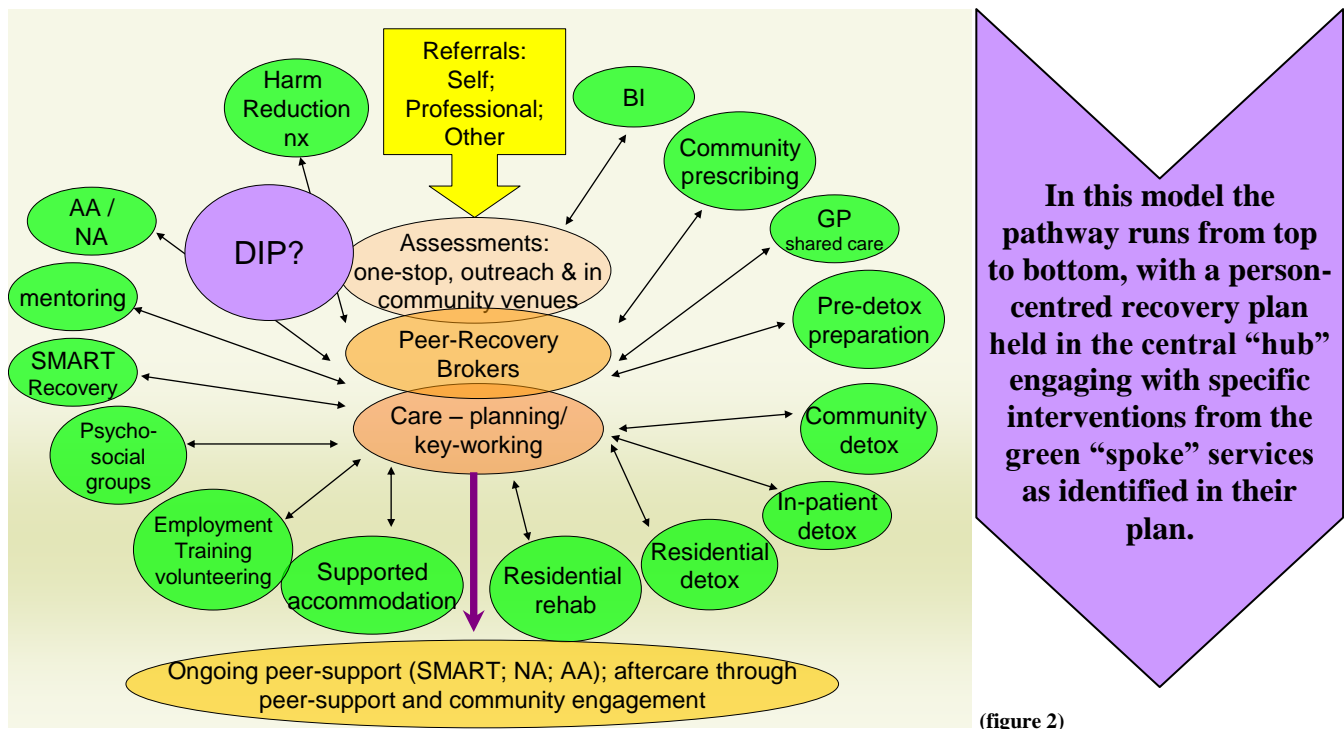 Referrals:
Self;
Professional;
Other
Harm
Reduction
nx
BI
Community
prescribing
AA /
NA
DIP?
Assessments:
one-stop, outreach & in
community venues
GP
shared care
mentoring
Peer-Recovery
Brokers
Pre-detox
preparation
SMART
Recovery
Care – planning/
key-working
Community
detox
Psycho-
social
groups
In-patient
detox
Employment
Training
volunteering
Supported
accommodation
Residential
rehab
Residential
detox
Ongoing peer-support (SMART; NA; AA); aftercare through
peer-support and community engagement
In this model the
pathway runs from top
to bottom, with a person-
centred recovery plan
held in the central “hub”
engaging with specific
interventions from the
green “spoke” services
as identified in their
plan.
(figure 2)